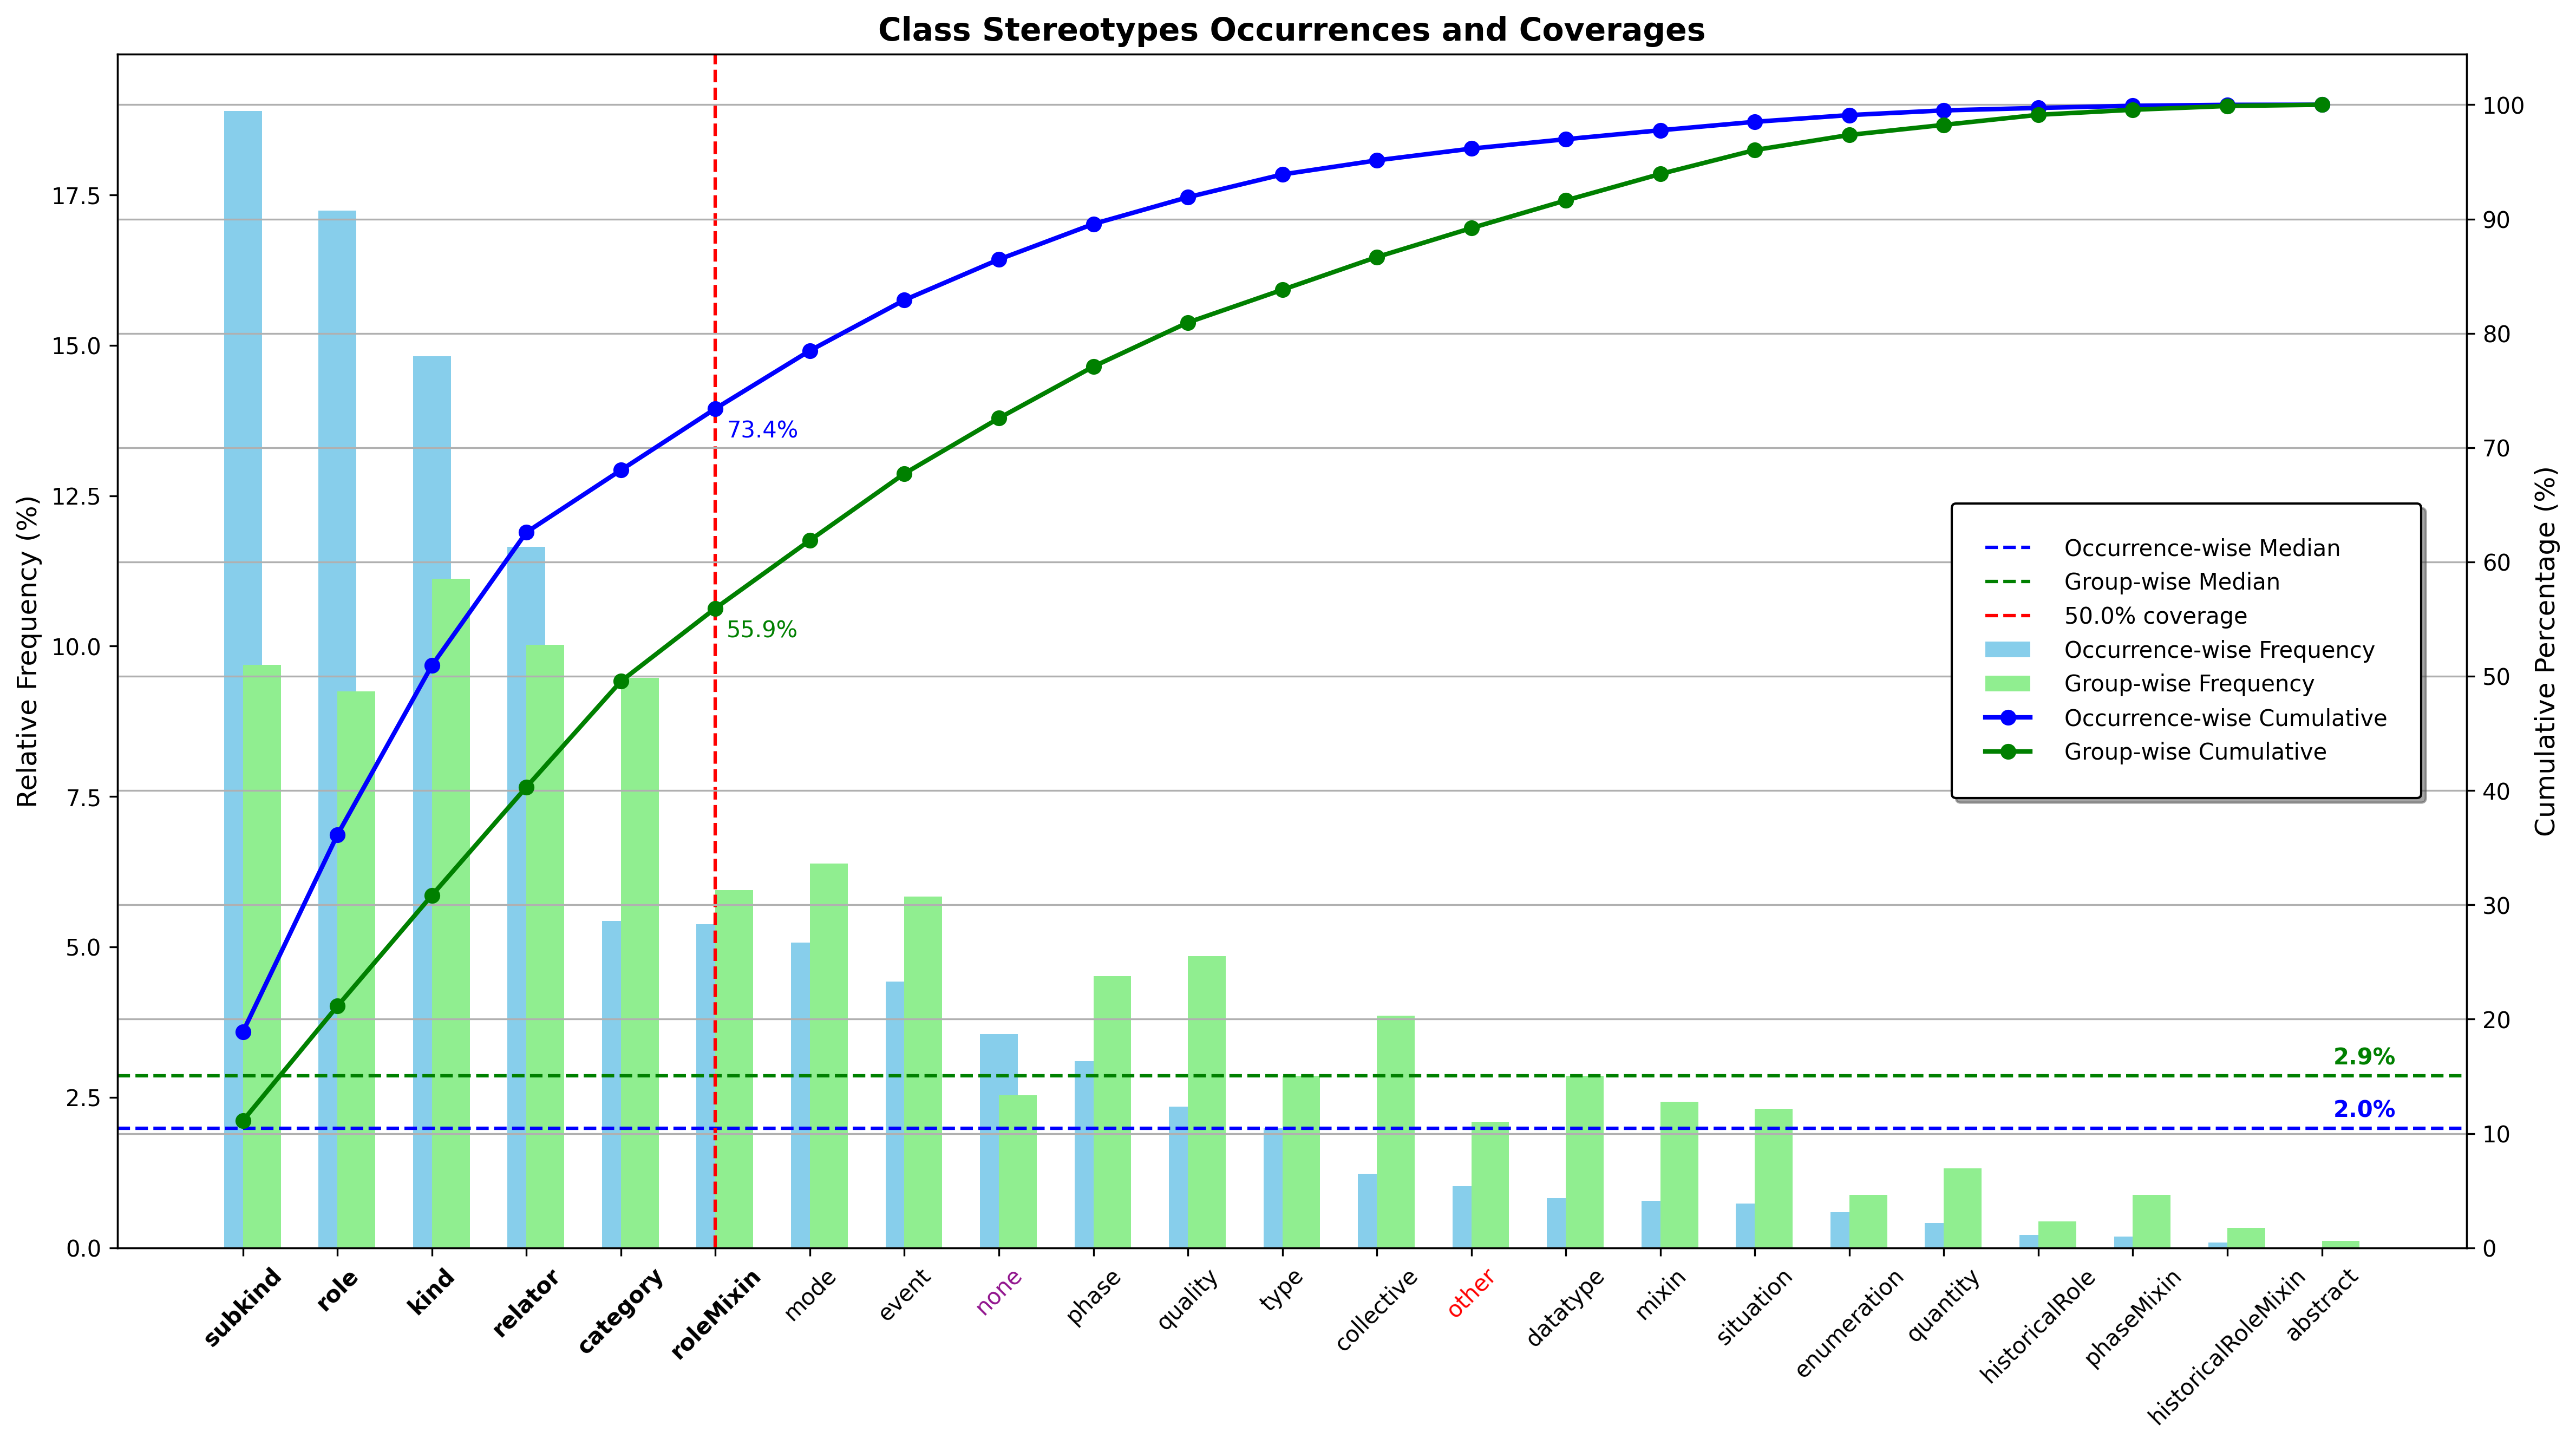 Class Stereotypes Occurrences and Coverages
Relative Frequency (%)
17.5
15.0
12.5
10.0
7.5
5.0
2.5
0.0
73.4%
55.9%
2.9%
2.0%
Occurrence-wise Median
Group-wise Median
50.0% coverage
Occurrence-wise Frequency
Group-wise Frequency
Occurrence-wise Cumulative
Group-wise Cumulative
100
90
80
70
60
50
40
30
20
10
0
Cumulative Percentage (%)
subkind
role
kind
relator
category
roleMixin
mode
event
none
phase
quality
type
collective
other
datatype
mixin
situation
enumeration
quantity
historicalRole
phaseMixin
historicalRoleMixin
abstract